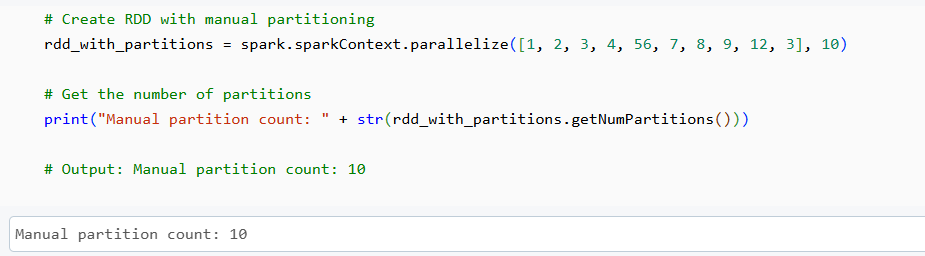 # Create RDD with manual partitioning
rdd_with_partitions = spark.sparkContext.parallelize([1, 2, 3, 4, 56, 7, 8, 9, 12, 3], 10)
# Get the number of partitions
print("Manual partition count: " + str(rdd_with_partitions.getNumPartitions()))
# Output: Manual partition count: 10
Manual partition count: 10